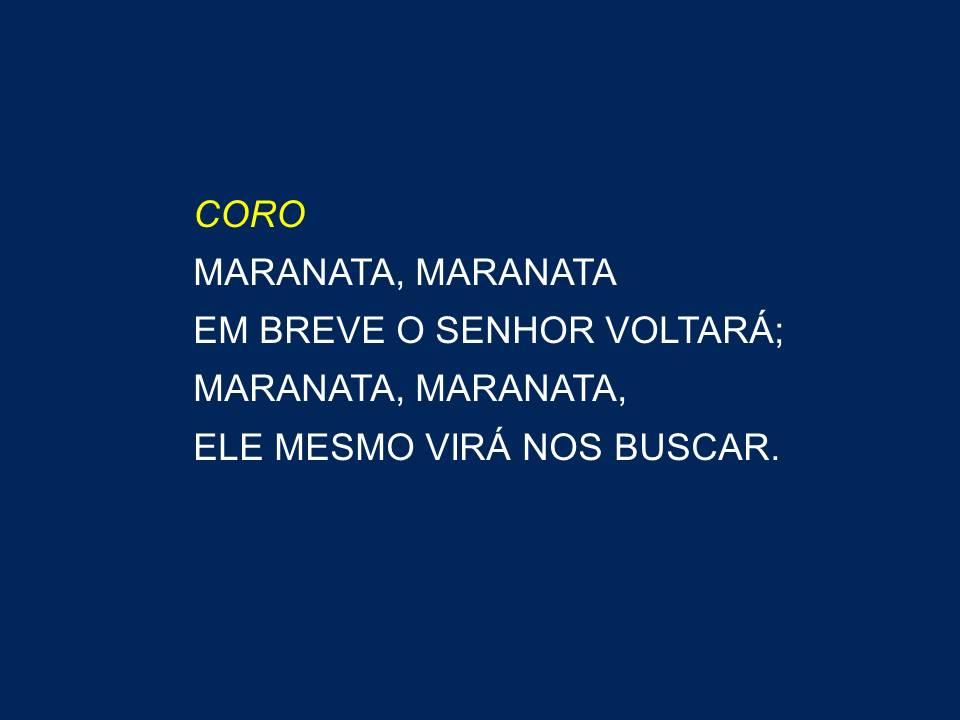 CORO
MARANATA, MARANATA
EM BREVE O SENHOR VOLTARÁ;
MARANATA, MARANATA,
ELE MESMO VIRÁ NOS BUSCAR.